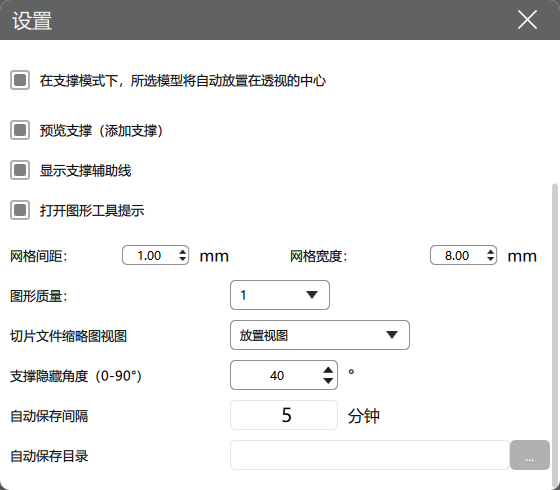 设置
在支撑模式下，所选模型将自动放置在透视的中心
预览支撑（添加支撑）
显示支撑辅助线
打开图形工具提示
网格间距： 1.00 mm 网格宽度： 8.00 mm
图形质量： 1
切片文件缩略图视图 放置视图
支撑隐藏角度（0-90°） 40 °
自动保存间隔 5 分钟
自动保存目录 ...